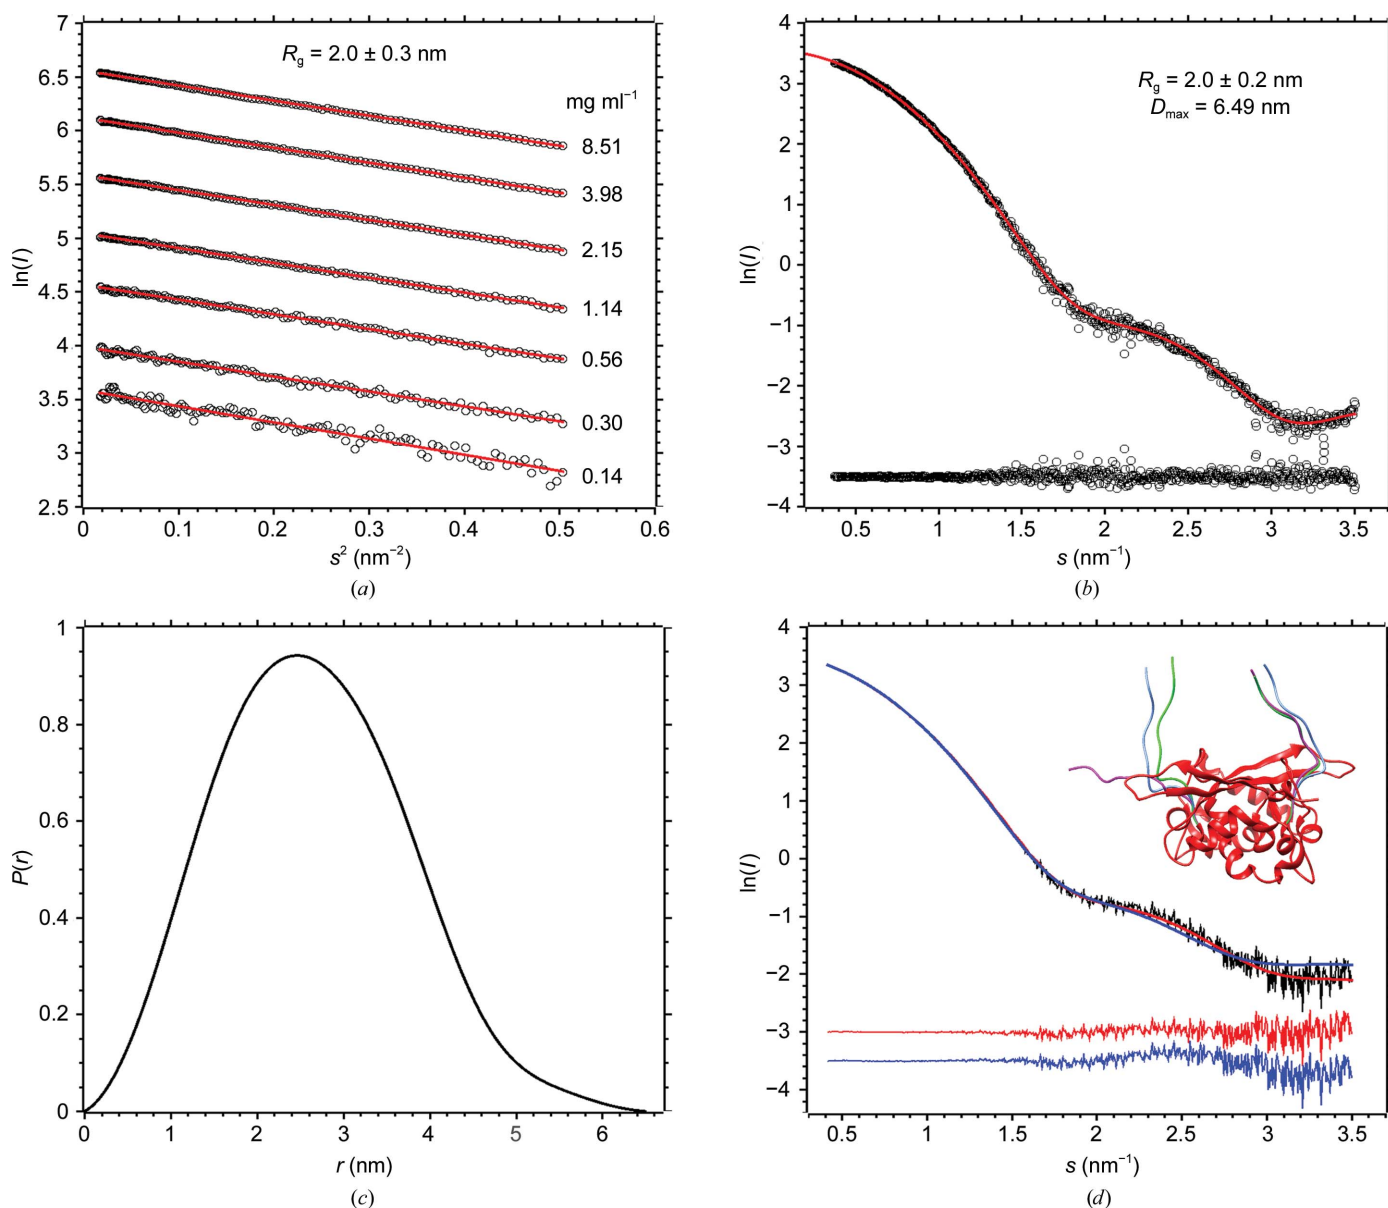 7
6.5
6
5.5
5
4.5
4
3.5
3
2.5
ln(I)
Rg = 2.0 ± 0.3 nm
mg ml−1
8.51
3.98
2.15
1.14
0.56
0.30
0.14
0 0.1 0.2 0.3 0.4 0.5 0.6
s2 (nm−2)
(a)
4
3
2
1
0
−1
−2
−3
−4
ln(I)
Rg = 2.0 ± 0.2 nm
Dmax = 6.49 nm
0.5 1 1.5 2 2.5 3 3.5
s (nm−1)
(b)
1
0.8
0.6
0.4
0.2
0
P(r)
0 1 2 3 4 5 6
r (nm)
(c)
4
3
2
1
0
−1
−2
−3
−4
ln(I)
0.5 1 1.5 2 2.5 3 3.5
s (nm−1)
(d)